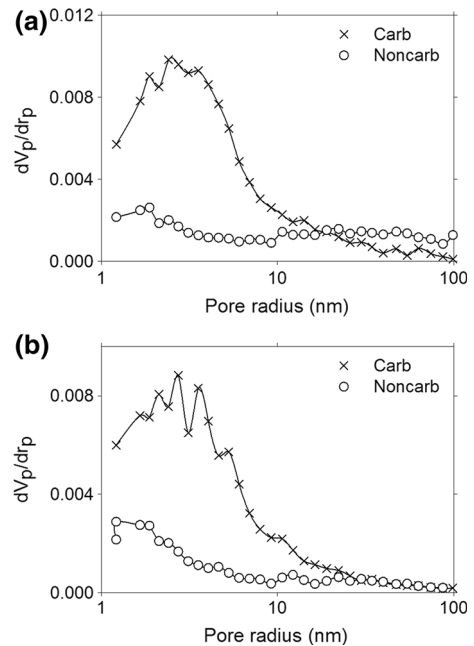 (a)
0.012
0.008
0.004
0.000
dVp/drp
Carb
Noncarb
1
10
100
Pore radius (nm)
(b)
0.008
0.004
0.000
dVp/drp
Carb
Noncarb
1
10
100
Pore radius (nm)